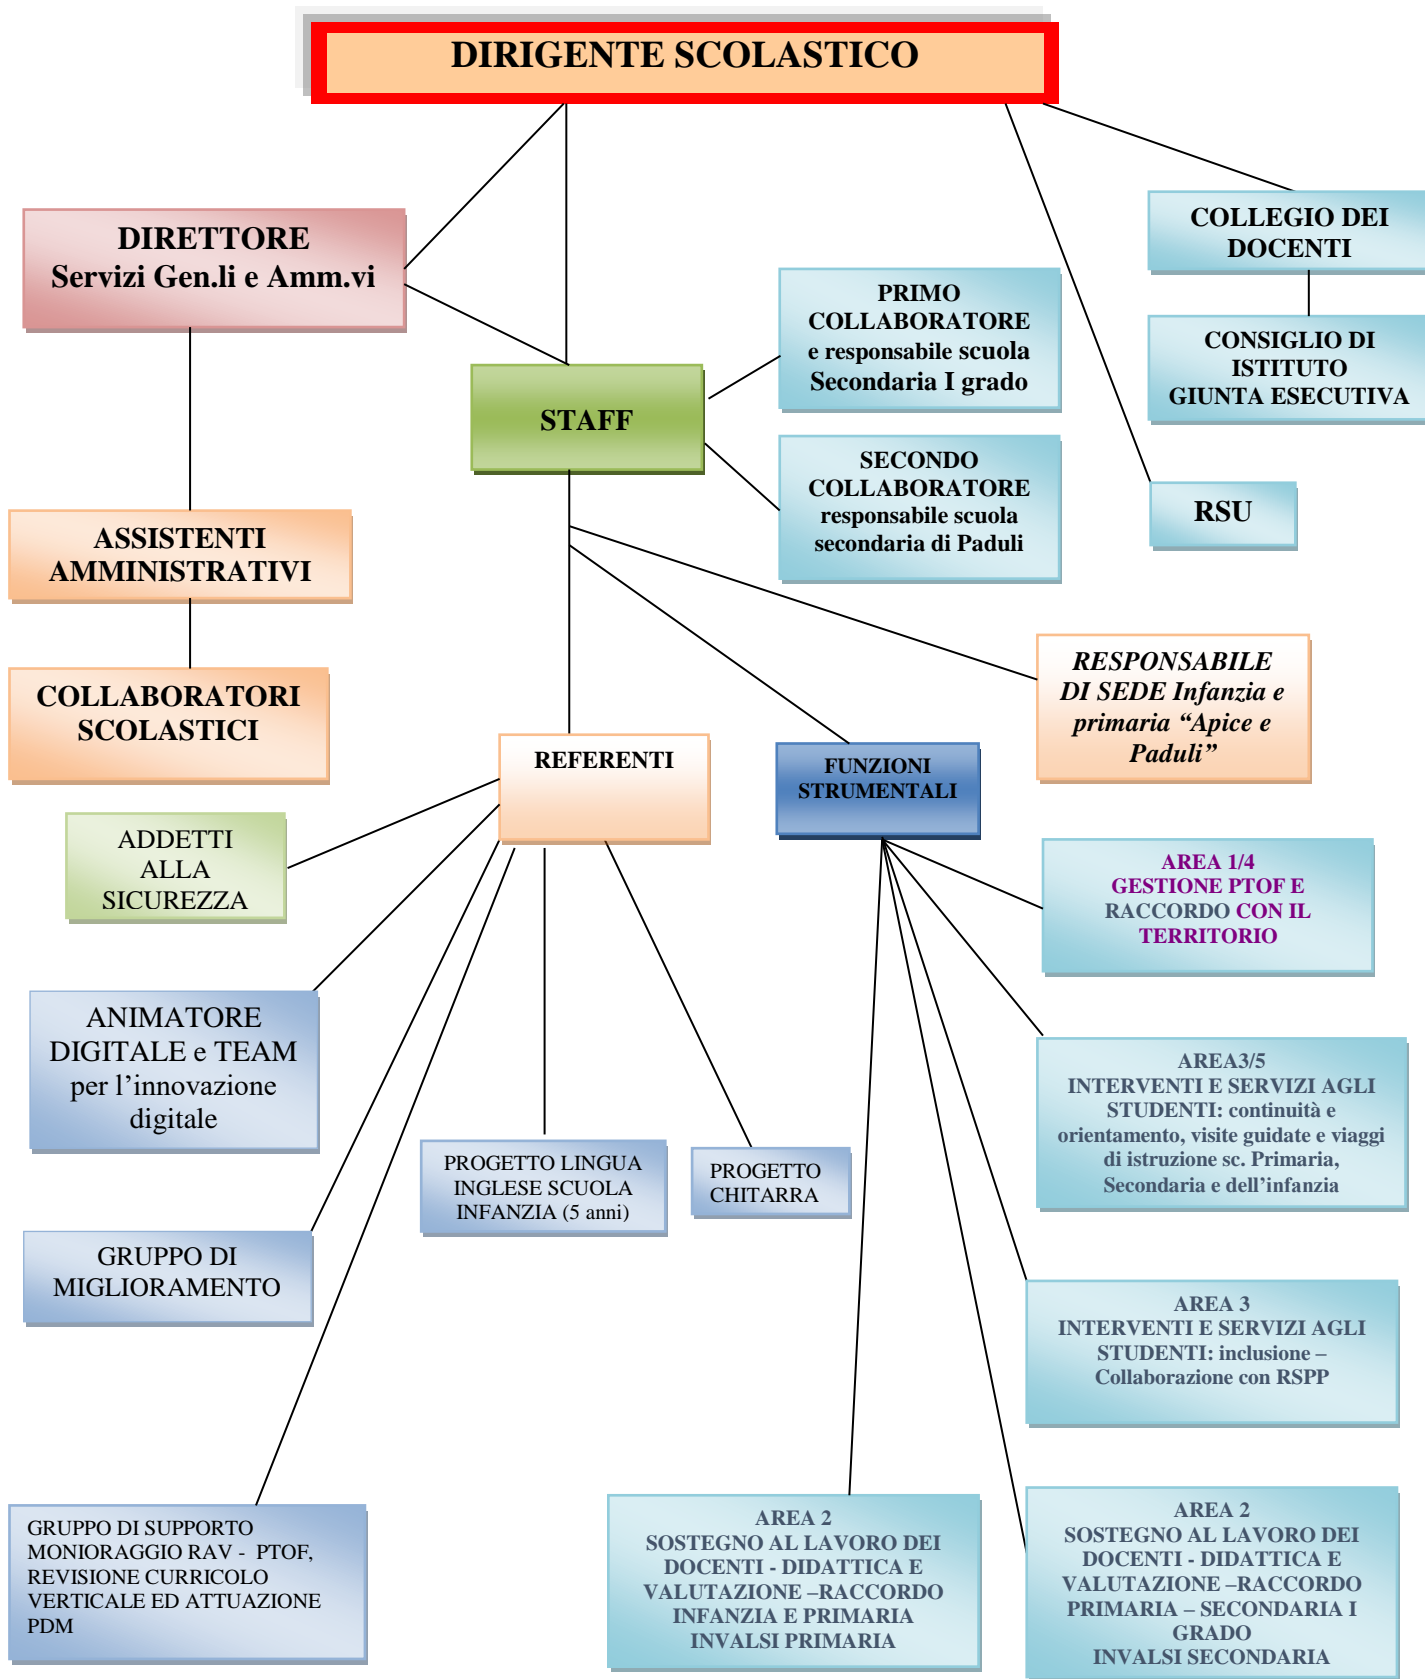 DIRIGENTE SCOLASTICO
DIRETTORE
Servizi Gen.li e Amm.vi
COLLEGIO DEI
DOCENTI
PRIMO
COLLABORATORE
e responsabile scuola
Secondaria I grado
CONSIGLIO DI
ISTITUTO
GIUNTA ESECUTIVA
STAFF
SECONDO
COLLABORATORE
responsabile scuola
secondaria di Paduli
RSU
ASSISTENTI
AMMINISTRATIVI
COLLABORATORI
SCOLASTICI
RESPONSABILE
DI SEDE Infanzia e
primaria “Apice e
Paduli”
REFERENTI
FUNZIONI
STRUMENTALI
ADDETTI
ALLA
SICUREZZA
AREA 1/4
GESTIONE PTOF E
RACCORDO CON IL
TERRITORIO
ANIMATORE
DIGITALE e TEAM
per l’innovazione
digitale
AREA3/5
INTERVENTI E SERVIZI AGLI
STUDENTI: continuità e
orientamento, visite guidate e viaggi
di istruzione sc. Primaria,
Secondaria e dell’infanzia
PROGETTO LINGUA
INGLESE SCUOLA
INFANZIA (5 anni)
PROGETTO
CHITARRA
GRUPPO DI
MIGLIORAMENTO
AREA 3
INTERVENTI E SERVIZI AGLI
STUDENTI: inclusione –
Collaborazione con RSPP
GRUPPO DI SUPPORTO
MONIORAGGIO RAV - PTOF,
REVISIONE CURRICOLO
VERTICALE ED ATTUAZIONE
PDM
AREA 2
SOSTEGNO AL LAVORO DEI
DOCENTI - DIDATTICA E
VALUTAZIONE –RACCORDO
INFANZIA E PRIMARIA
INVALSI PRIMARIA
AREA 2
SOSTEGNO AL LAVORO DEI
DOCENTI - DIDATTICA E
VALUTAZIONE –RACCORDO
PRIMARIA – SECONDARIA I
GRADO
INVALSI SECONDARIA